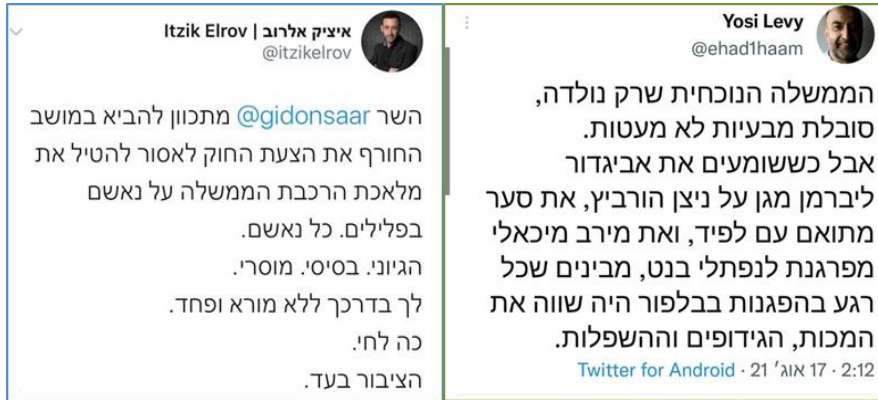 איציק אלרוב | Itzik Elrov
@itzikelrov
השר @gidonsaar מתכוון להביא במושב
החורף את הצעת החוק לאסור להטיל את
מלאכת הרכבת הממשלה על נאשם
בפלילים. כל נאשם.
הגיוני. בסיסי. מוסרי.
לך בדרכך ללא מורא ופחד.
כה לחי.
הציבור בעד.
Yosi Levy
@ehad1haam
הממשלה הנוכחית שרק נולדה,
סובלת מבעיות לא מעטות.
אבל כששומעים את אביגדור
ליברמן מגן על ניצן הורביץ, את סער
מתואם עם לפיד, ואת מירב מיכאלי
מפרגנת לנפתלי בנט, מבינים שכל
רגע בהפגנות בבלפור היה שווה את
המכות, הגידופים וההשפלות.
2:12 · 17 אוג׳ 21 · Twitter for Android